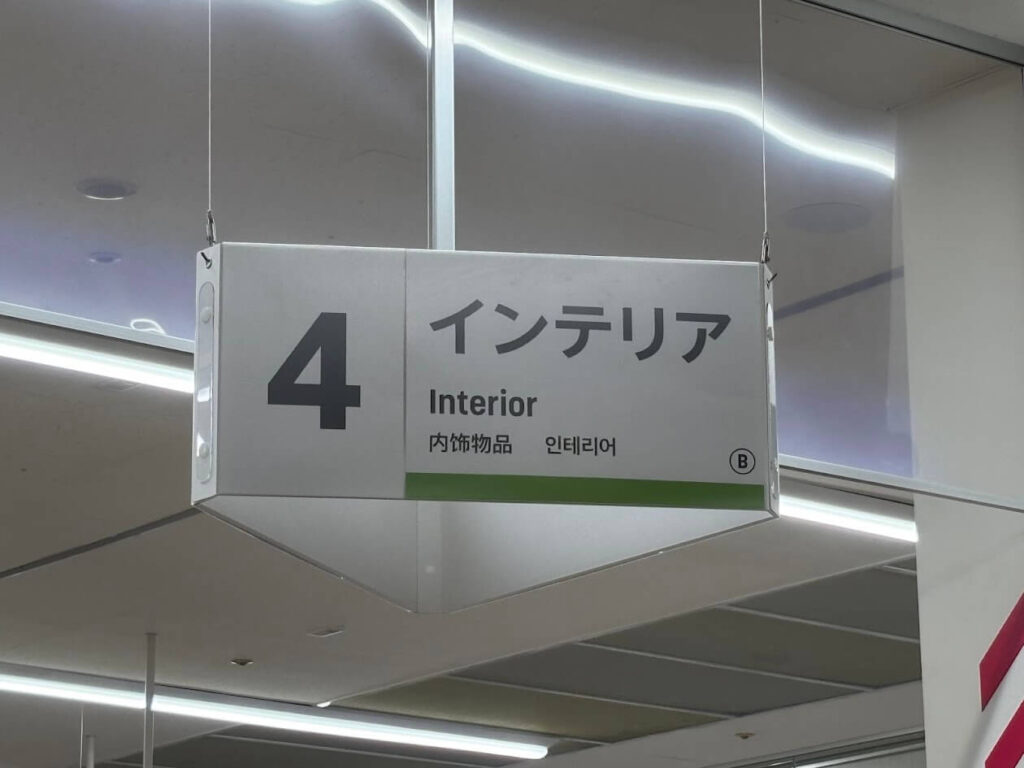 4
インテリア
Interior
内饰物品 인테리어
B